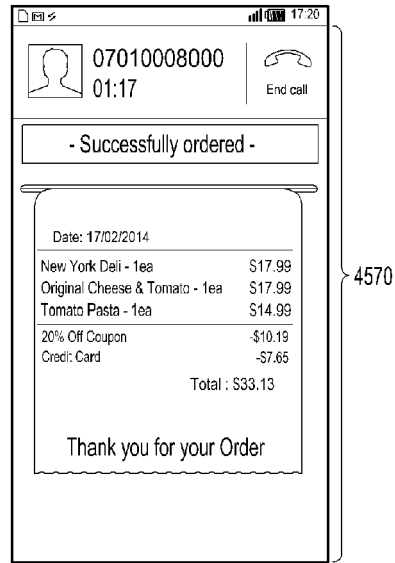 17:20
07010008000
01:17
End call
- Successfully ordered -
Date: 17/02/2014
New York Deli - 1ea $17.99
Original Cheese & Tomato - 1ea $17.99
Tomato Pasta - 1ea $14.99
20% Off Coupon -$10.19
Credit Card -$7.65
Total : $33.13
Thank you for your Order
4570